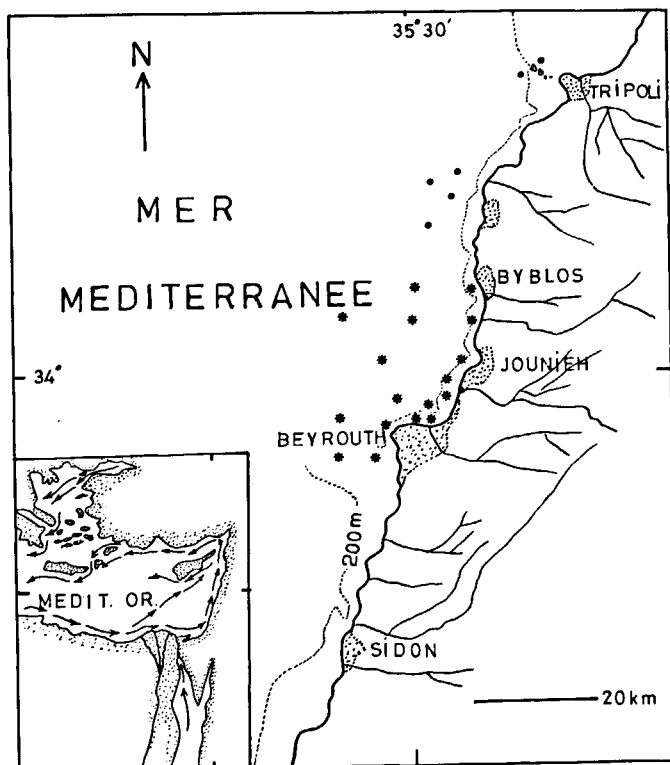 35°30'
N
TRIPOLI
MER
MEDITERRANEE
BYBLOS
34°
JOUNIEH
BEYROUTH
200m
MEDIT. OR.
SIDON
20km